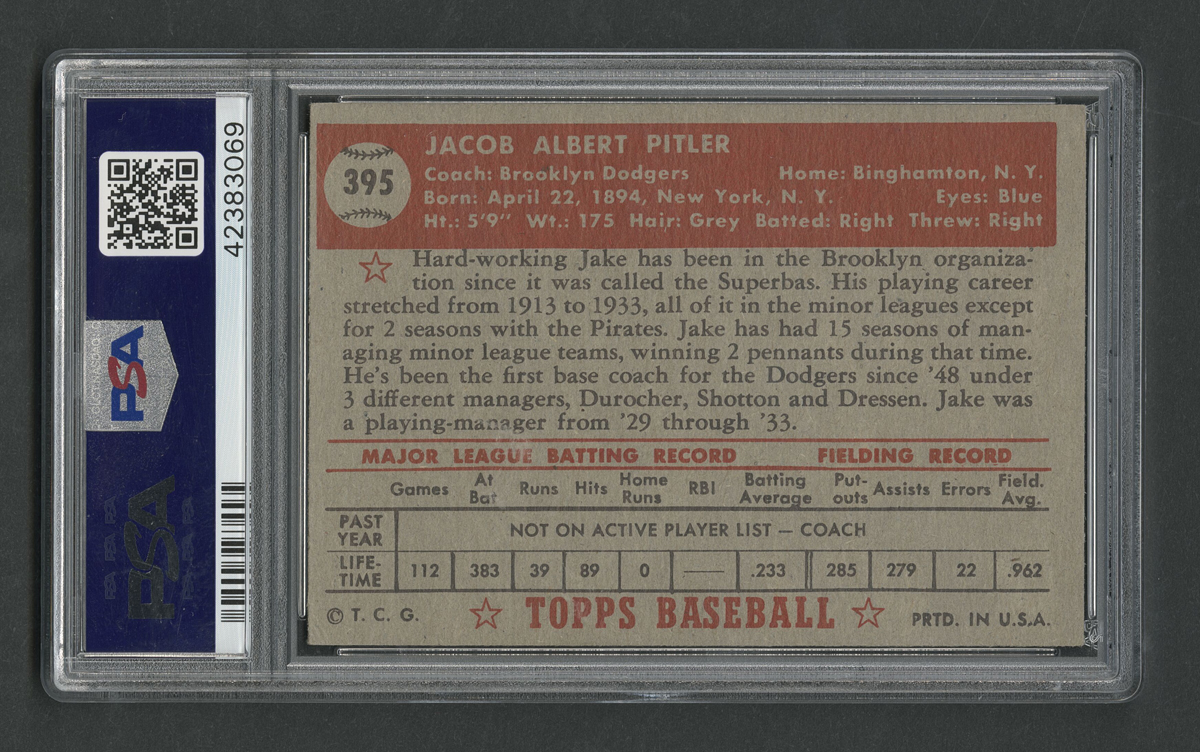 42383069
PSA
PSA
395
JACOB ALBERT PITLER
Coach: Brooklyn Dodgers Home: Binghamton, N. Y.
Born: April 22, 1894, New York, N. Y. Eyes: Blue
Ht.: 5'9" Wt.: 175 Hair: Grey Batted: Right Threw: Right
Hard-working Jake has been in the Brooklyn organiza-
tion since it was called the Superbas. His playing career
stretched from 1913 to 1933, all of it in the minor leagues except
for 2 seasons with the Pirates. Jake has had 15 seasons of man-
aging minor league teams, winning 2 pennants during that time.
He's been the first base coach for the Dodgers since '48 under
3 different managers, Durocher, Shotton and Dressen. Jake was
a playing-manager from '29 through '33.
MAJOR LEAGUE BATTING RECORD FIELDING RECORD
Games At Bat Runs Hits Home Runs RBI Batting Average Put-outs Assists Errors Field. Avg.
PAST YEAR NOT ON ACTIVE PLAYER LIST — COACH
LIFE-TIME 112 383 39 89 0 —— .233 285 279 22 .962
© T. C. G. TOPPS BASEBALL PRTD. IN U.S.A.